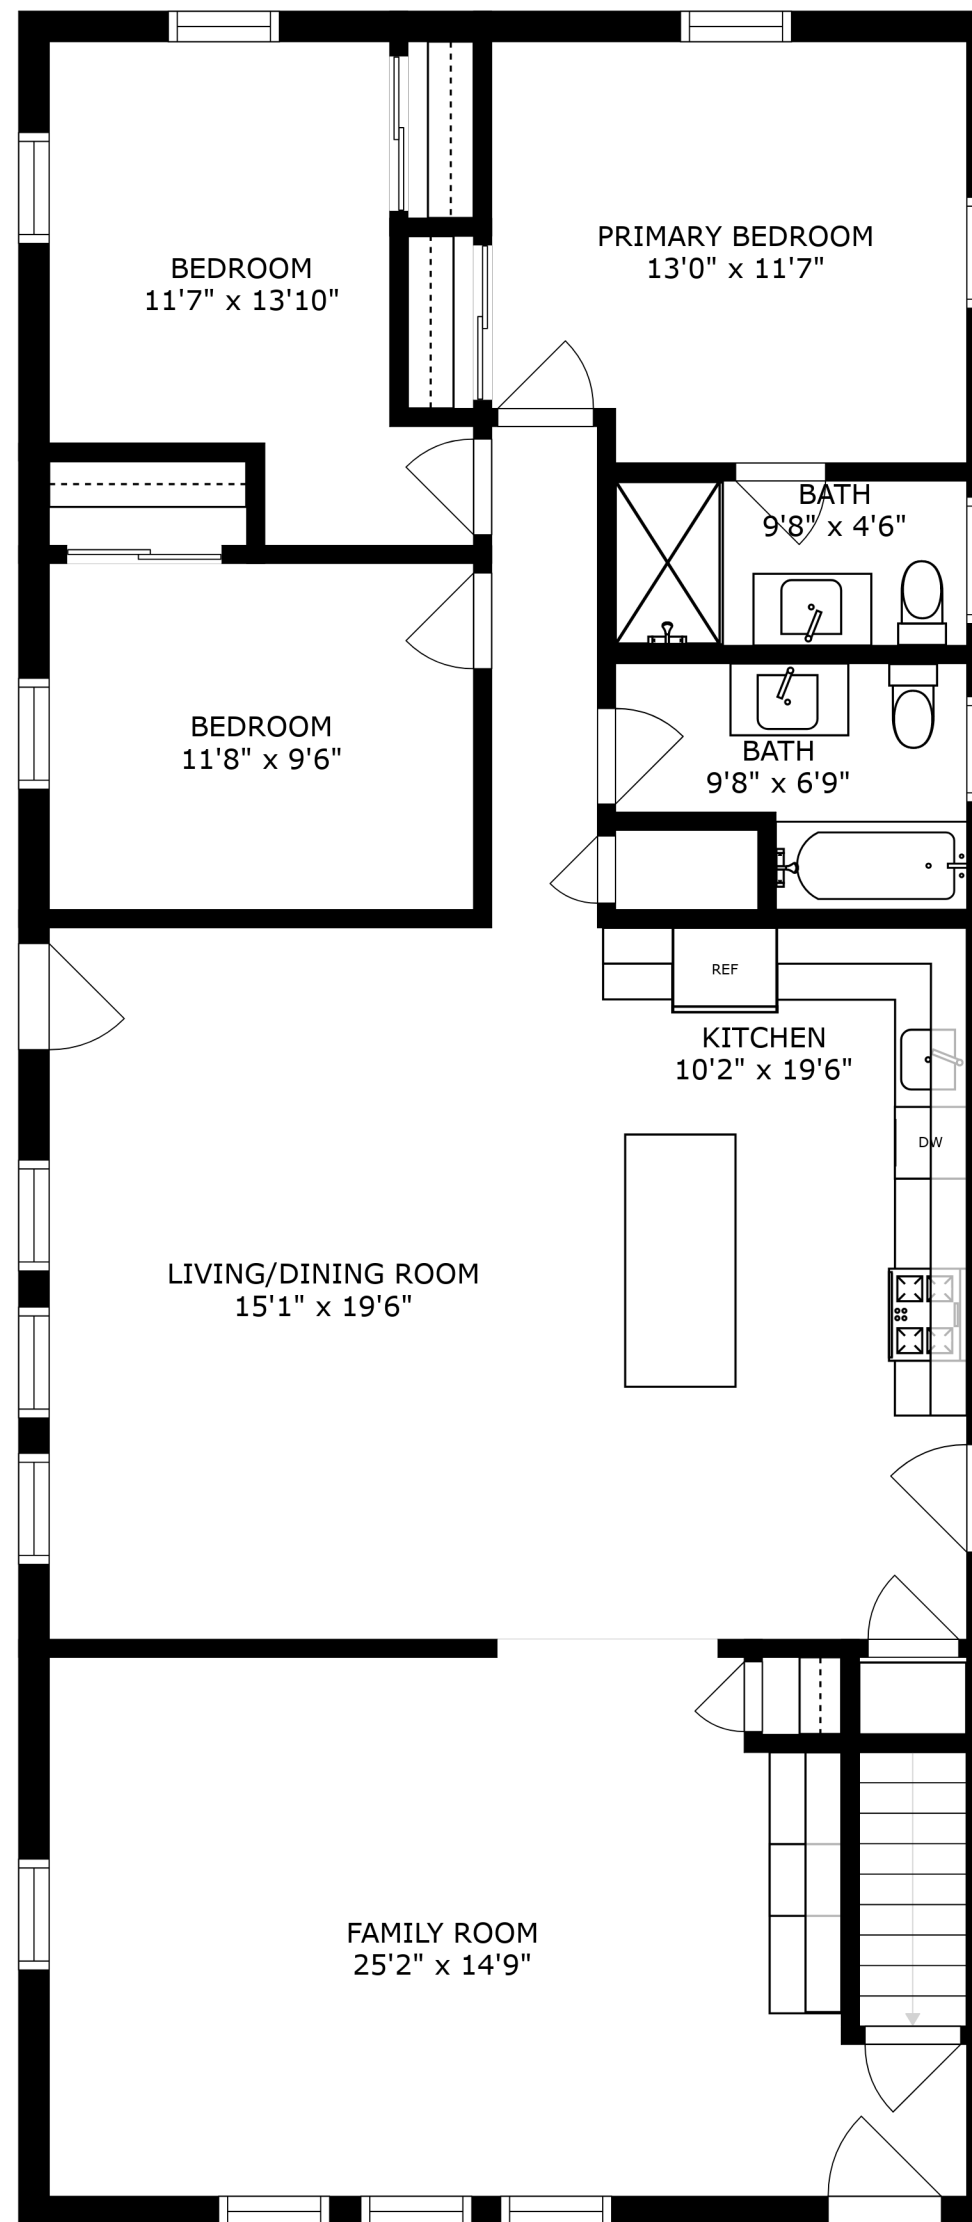 PRIMARY BEDROOM
13'0" x 11'7"
BEDROOM
11'7" x 13'10"
BATH
9'8" x 4'6"
BEDROOM
11'8" x 9'6"
BATH
9'8" x 6'9"
REF
KITCHEN
10'2" x 19'6"
DW
LIVING/DINING ROOM
15'1" x 19'6"
FAMILY ROOM
25'2" x 14'9"